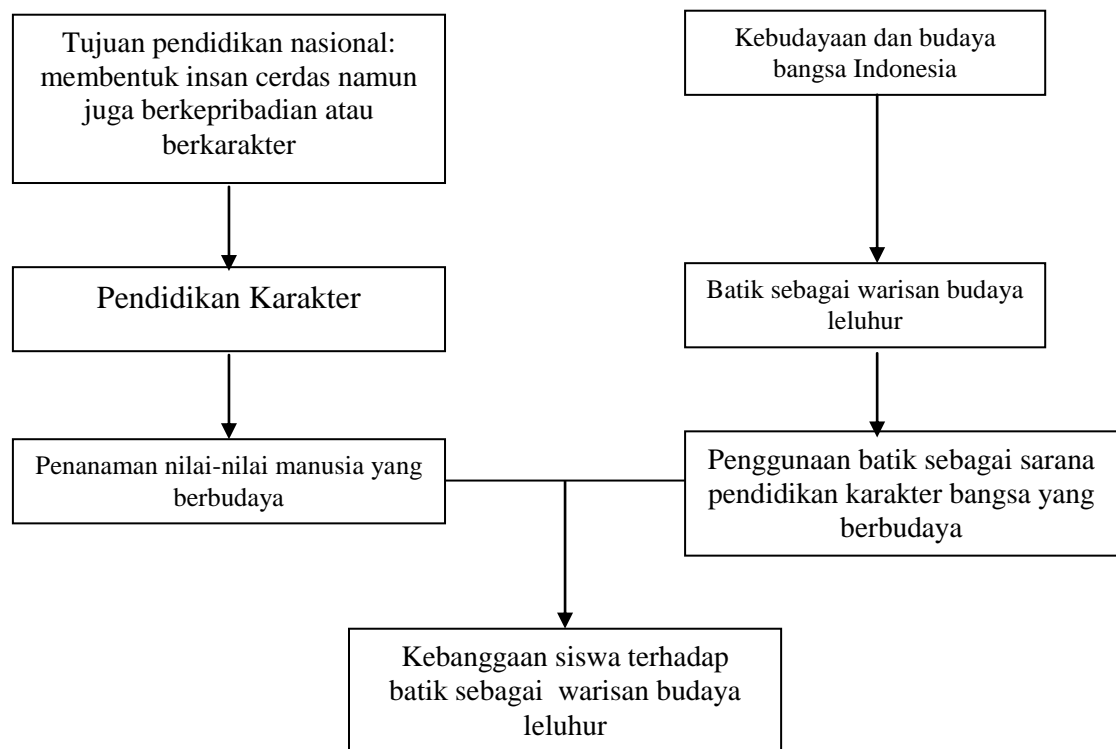 Tujuan pendidikan nasional:
membentuk insan cerdas namun
juga berkepribadian atau
berkarakter
Kebudayaan dan budaya
bangsa Indonesia
Pendidikan Karakter
Batik sebagai warisan budaya
leluhur
Penanaman nilai-nilai manusia yang
berbudaya
Penggunaan batik sebagai sarana
pendidikan karakter bangsa yang
berbudaya
Kebanggaan siswa terhadap
batik sebagai  warisan budaya
leluhur